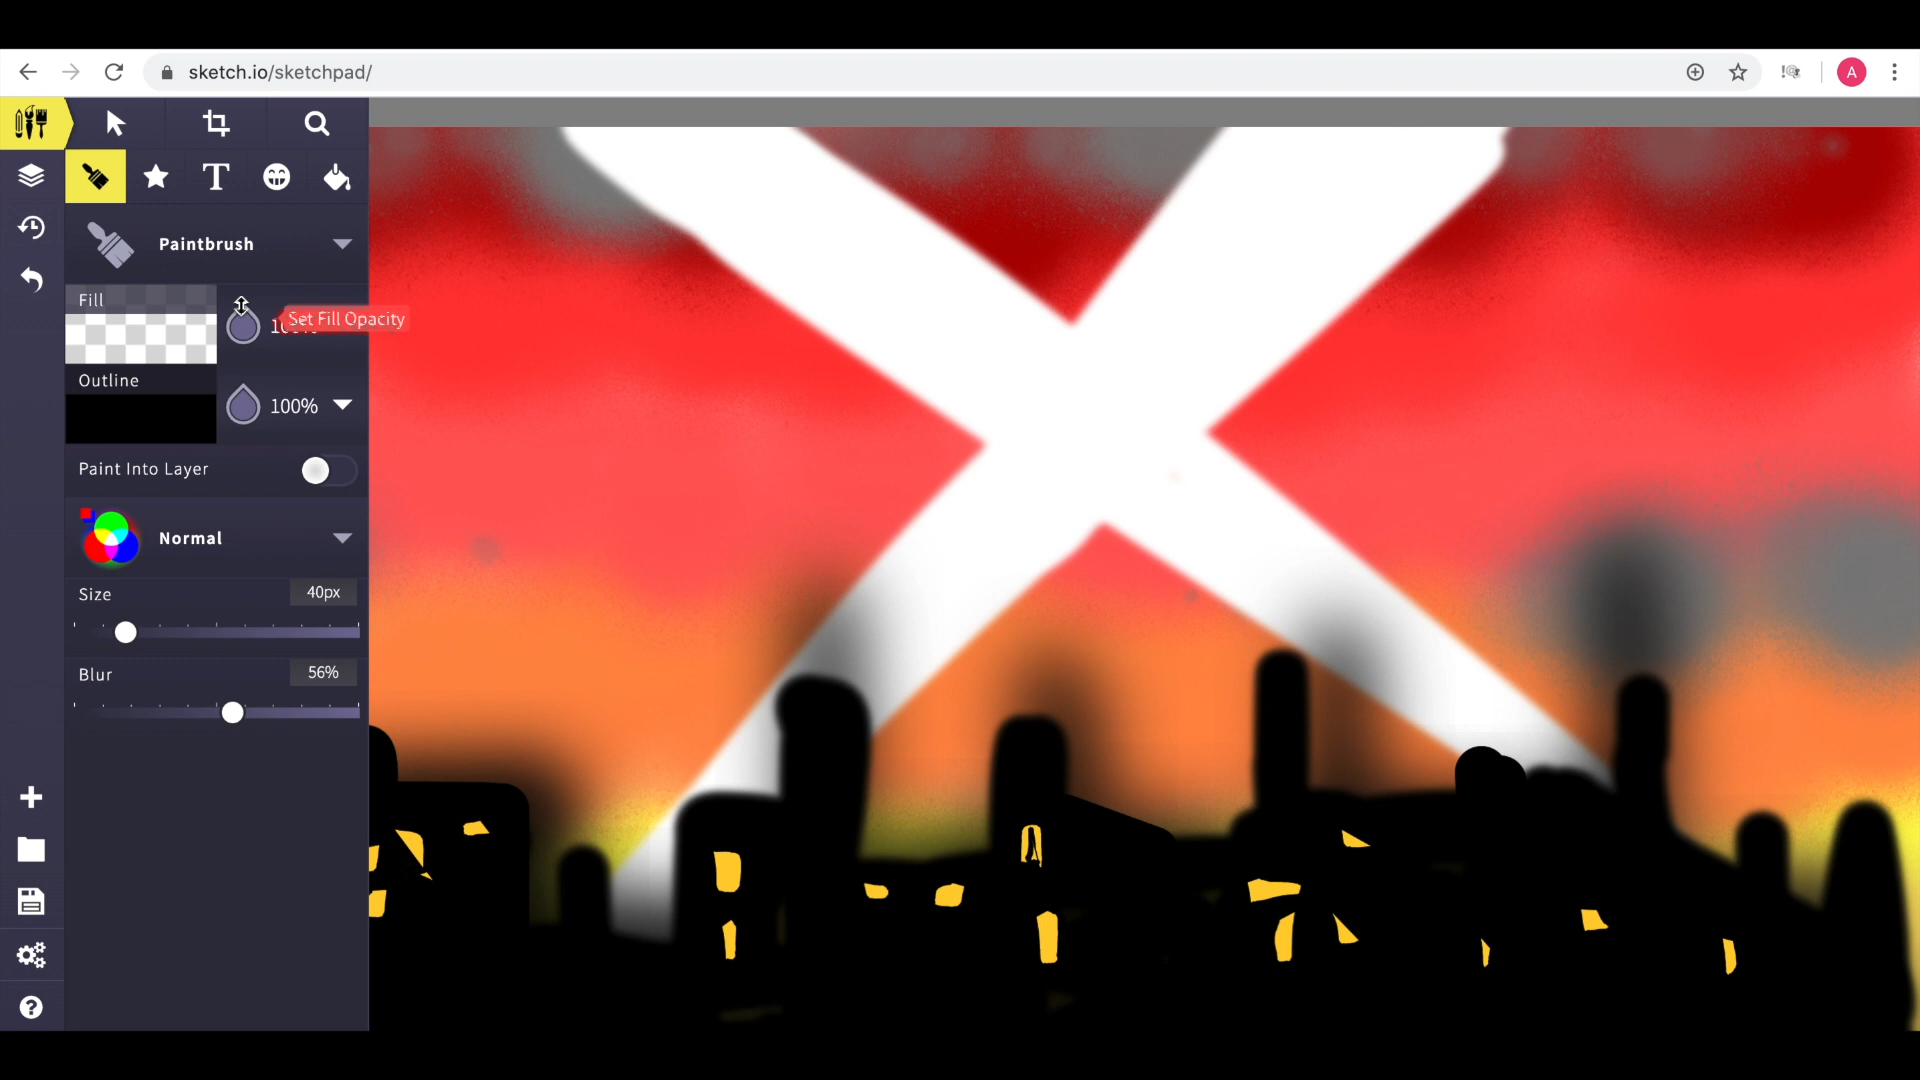 sketch.io/sketchpad/
A
T
Paintbrush
Fill
Set Fill Opacity
Outline
100%
Paint Into Layer
Normal
Size
40px
Blur
56%